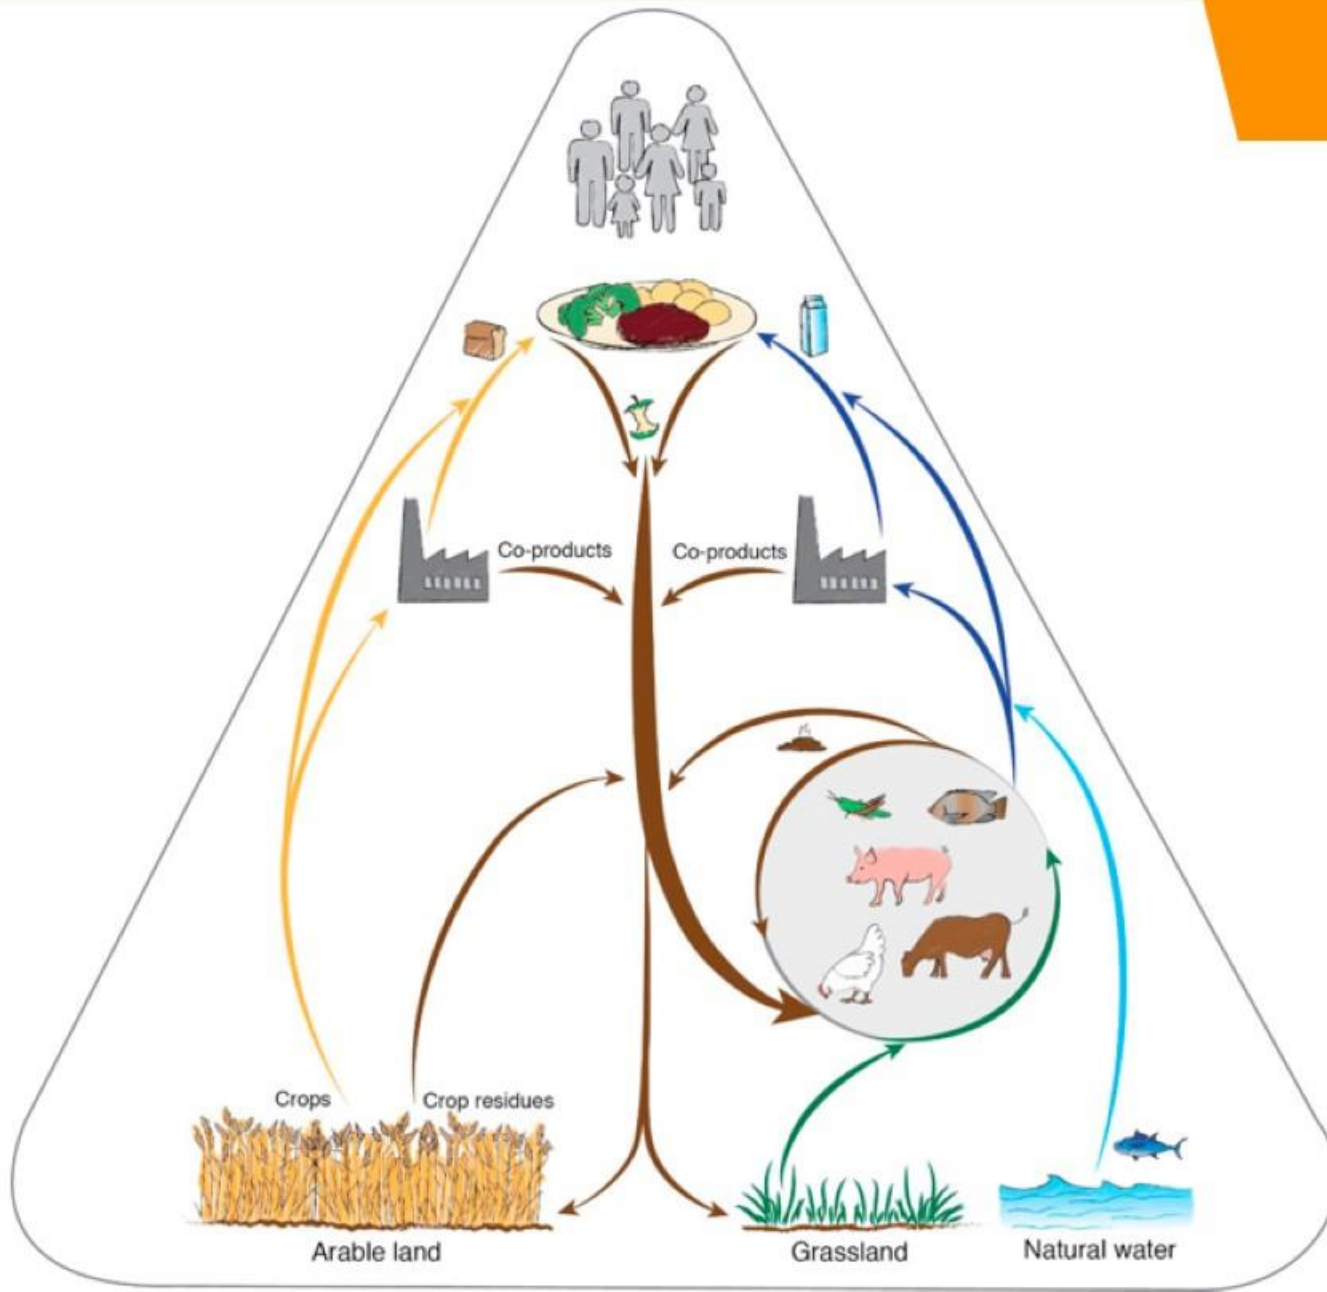 Co-products
Co-products
Crops
Crop residues
Arable land
Grassland
Natural water